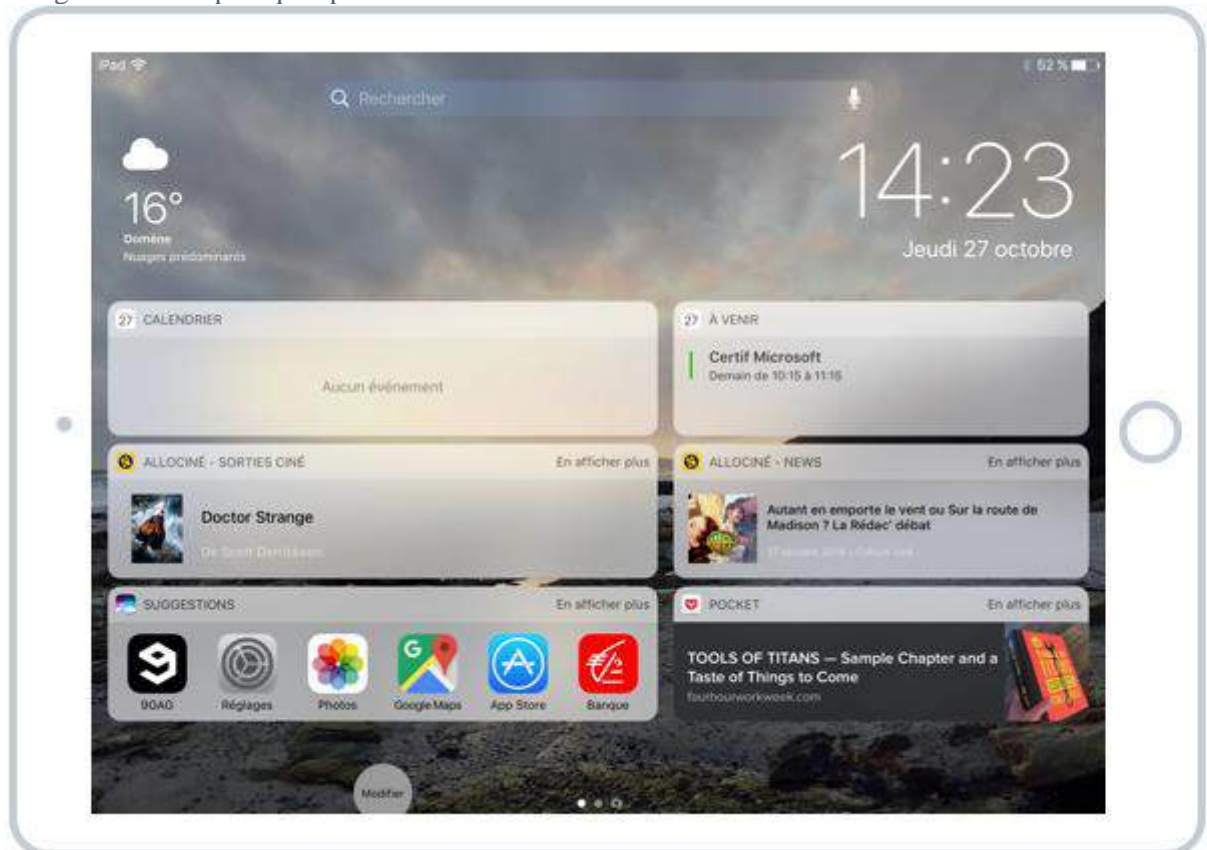 iPad
52 %
Rechercher
14:23
Jeudi 27 octobre
16°
Domène
Nuages prédominants
27 CALENDRIER
Aucun événement
27 À VENIR
Certif Microsoft
Demain de 10:15 à 11:15
ALLOCINÉ - SORTIES CINÉ
En afficher plus
Doctor Strange
De Scott Derrickson
ALLOCINÉ - NEWS
En afficher plus
Autant en emporte le vent ou Sur la route de
Madison ? La Rédac' débat
SUGGESTIONS
En afficher plus
9GAG
Réglages
Photos
Google Maps
App Store
Banque
POCKET
En afficher plus
TOOLS OF TITANS — Sample Chapter and a
Taste of Things to Come
fourhourworkweek.com
Modifier